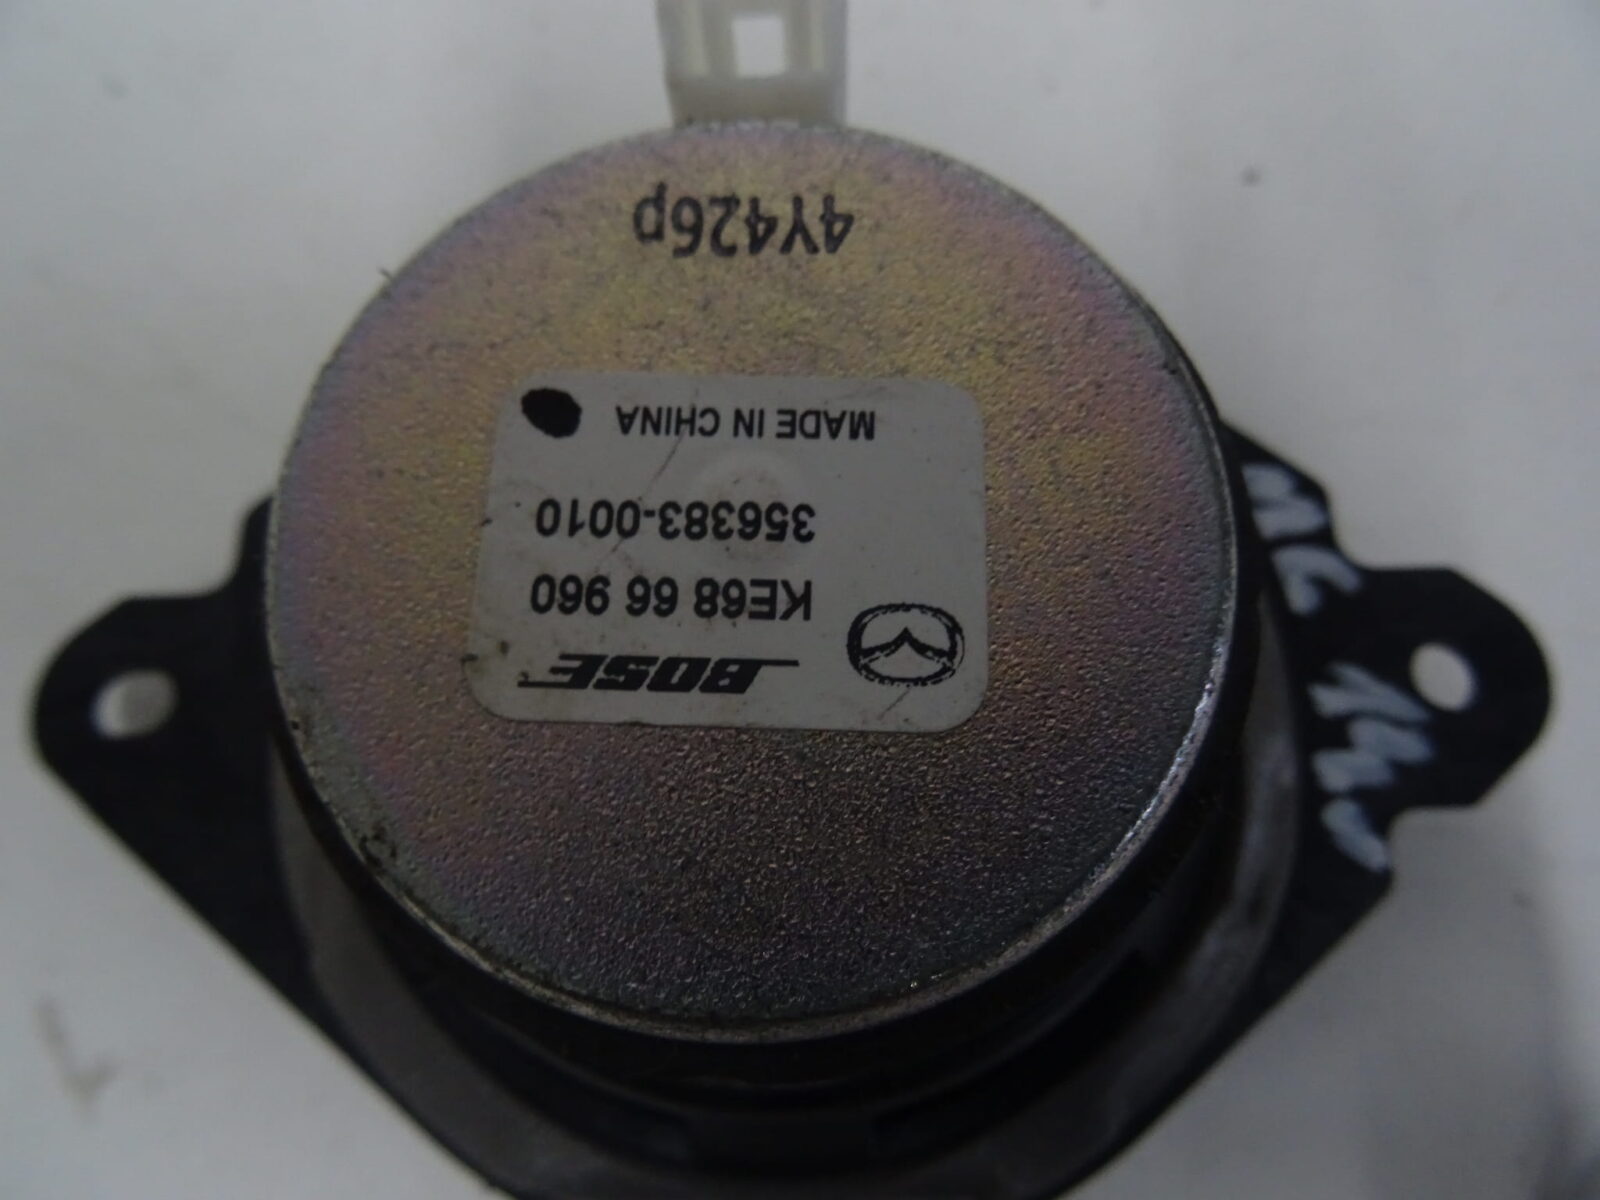 BOSE
KE68 66 960
356383-0010
MADE IN CHINA
4Y426p